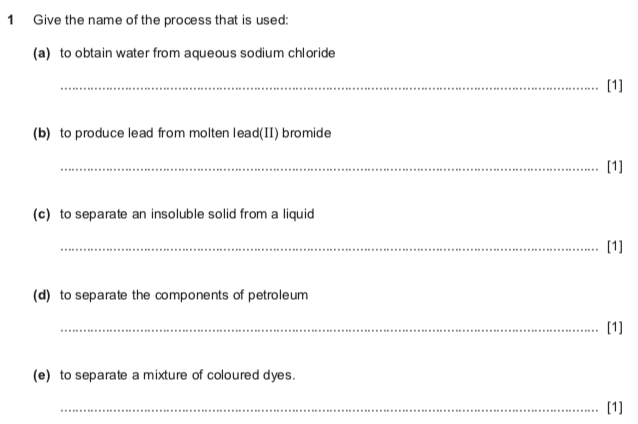 1 Give the name of the process that is used:
(a) to obtain water from aqueous sodium chloride
[1]
(b) to produce lead from molten lead(II) bromide
[1]
(c) to separate an insoluble solid from a liquid
[1]
(d) to separate the components of petroleum
[1]
(e) to separate a mixture of coloured dyes.
[1]